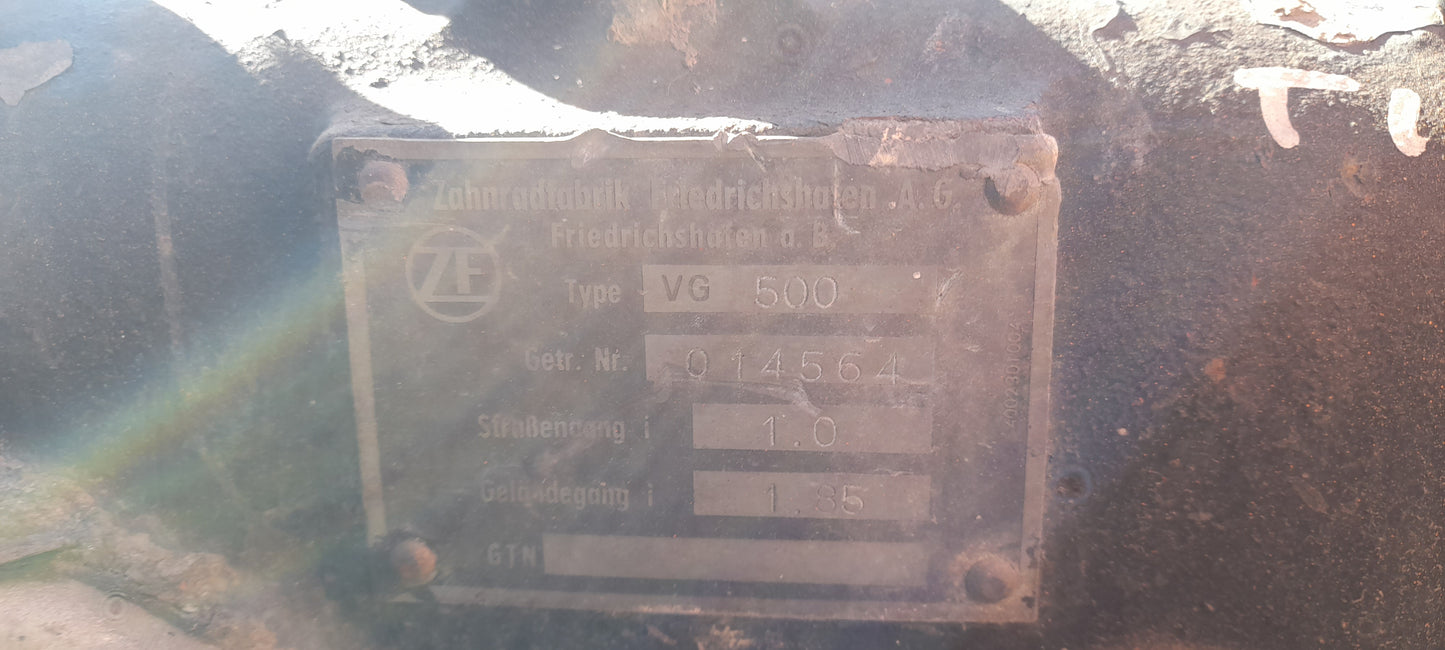 Zahnradfabrik Friedrichshafen A.G
Friedrichshafen a. B
ZF
Type VG 500
Getr. Nr. 014564
Straßengang i 1.0
Geländegang i 1.85
GTN